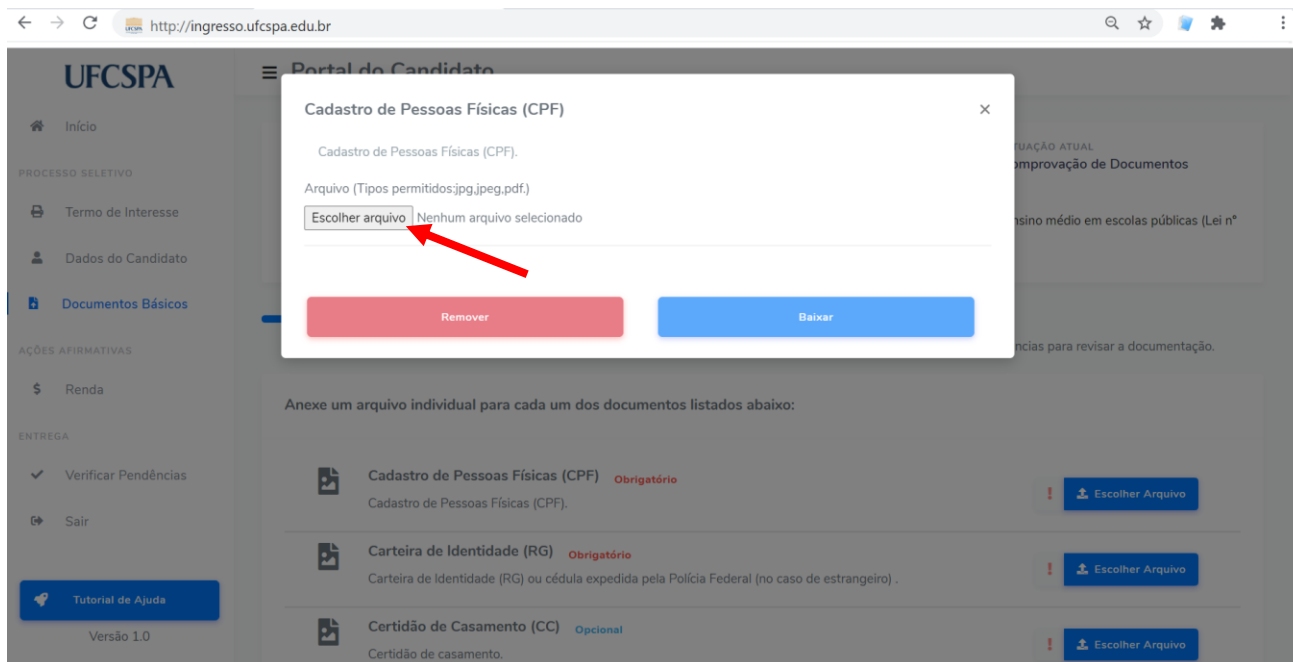 http://ingresso.ufcspa.edu.br
UFCSPA
Portal do Candidato
Início
PROCESSO SELETIVO
Termo de Interesse
Dados do Candidato
Documentos Básicos
AÇÕES AFIRMATIVAS
Renda
ENTREGA
Verificar Pendências
Sair
Tutorial de Ajuda
Versão 1.0
Cadastro de Pessoas Físicas (CPF)
Cadastro de Pessoas Físicas (CPF).
Arquivo (Tipos permitidos:jpg,jpeg,pdf.)
Escolher arquivo Nenhum arquivo selecionado
Remover
Baixar
TUAÇÃO ATUAL
omprovação de Documentos
nsino médio em escolas públicas (Lei nº
ncias para revisar a documentação.
Anexe um arquivo individual para cada um dos documentos listados abaixo:
Cadastro de Pessoas Físicas (CPF) Obrigatório
Cadastro de Pessoas Físicas (CPF).
! Escolher Arquivo
Carteira de Identidade (RG) Obrigatório
Carteira de Identidade (RG) ou cédula expedida pela Polícia Federal (no caso de estrangeiro) .
! Escolher Arquivo
Certidão de Casamento (CC) Opcional
Certidão de casamento.
! Escolher Arquivo